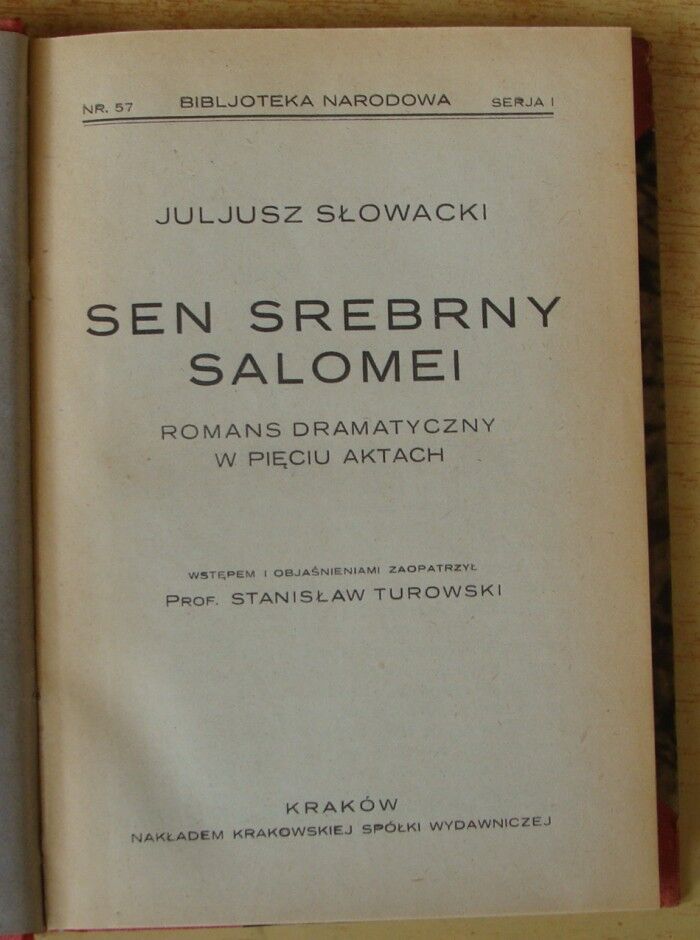 NR. 57 BIBLJOTEKA NARODOWA SERJA I
JULJUSZ SŁOWACKI
SEN SREBRNY
SALOMEI
ROMANS DRAMATYCZNY
W PIĘCIU AKTACH
WSTĘPEM I OBJAŚNIENIAMI ZAOPATRZYŁ
PROF. STANISŁAW TUROWSKI
KRAKÓW
NAKŁADEM KRAKOWSKIEJ SPÓŁKI WYDAWNICZEJ